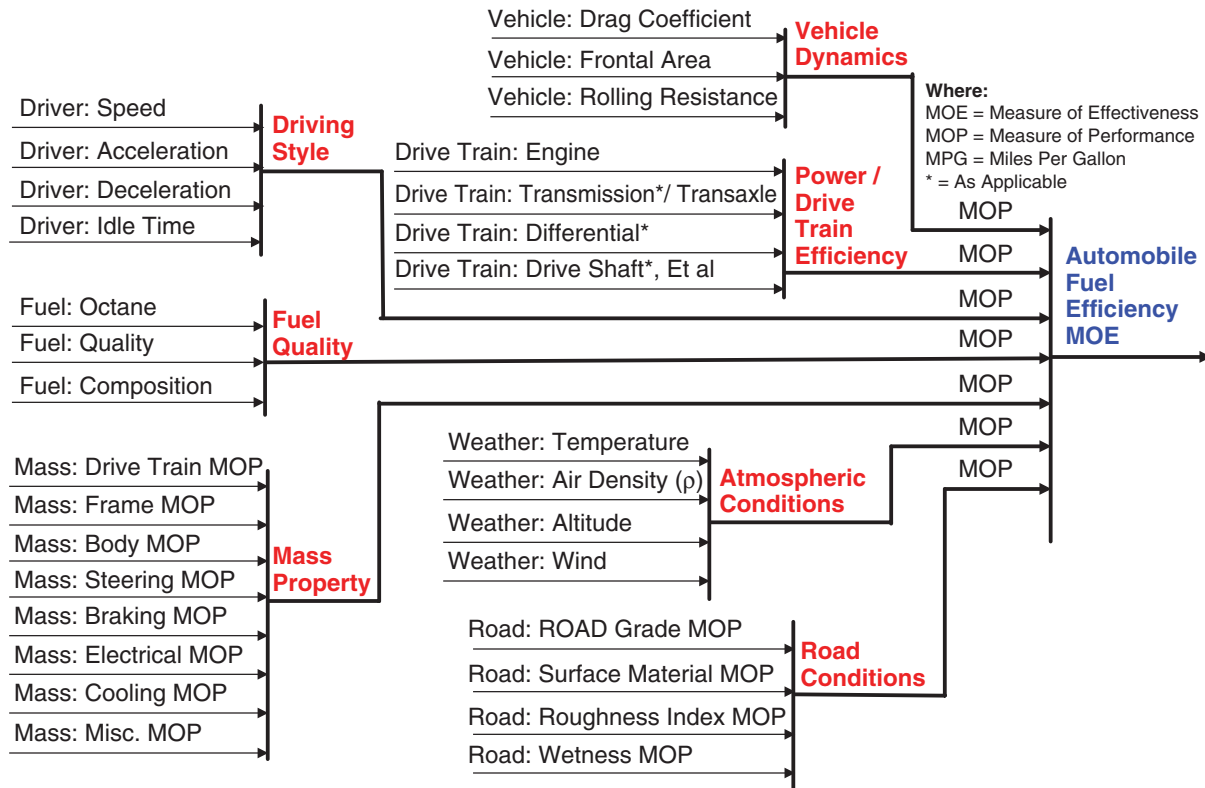 Vehicle: Drag Coefficient
Vehicle: Frontal Area
Vehicle: Rolling Resistance
Vehicle
Dynamics
Where:
MOE = Measure of Effectiveness
MOP = Measure of Performance
MPG = Miles Per Gallon
* = As Applicable
Driver: Speed
Driver: Acceleration
Driver: Deceleration
Driver: Idle Time
Driving
Style
Drive Train: Engine
Drive Train: Transmission*/ Transaxle
Drive Train: Differential*
Drive Train: Drive Shaft*, Et al
Power /
Drive
Train
Efficiency
Fuel: Octane
Fuel: Quality
Fuel: Composition
Fuel
Quality
MOP
MOP
MOP
MOP
MOP
MOP
MOP
Automobile
Fuel
Efficiency
MOE
Mass: Drive Train MOP
Mass: Frame MOP
Mass: Body MOP
Mass: Steering MOP
Mass: Braking MOP
Mass: Electrical MOP
Mass: Cooling MOP
Mass: Misc. MOP
Mass
Property
Weather: Temperature
Weather: Air Density (ρ)
Weather: Altitude
Weather: Wind
Atmospheric
Conditions
Road: ROAD Grade MOP
Road: Surface Material MOP
Road: Roughness Index MOP
Road: Wetness MOP
Road
Conditions